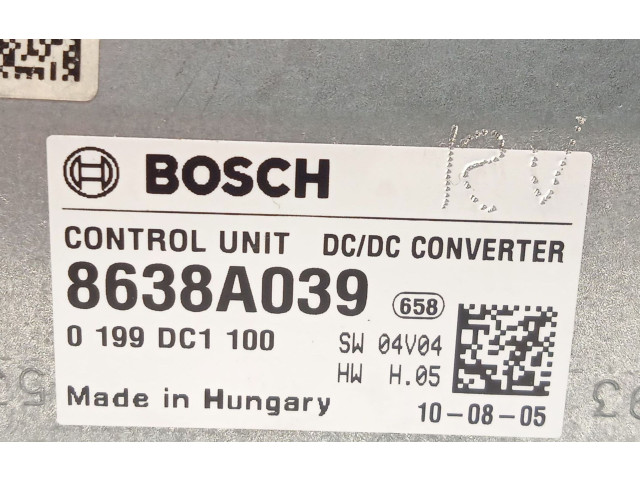 12V
BOSCH
CONTROL UNIT DC/DC CONVERTER
8638A039 658
0 199 DC1 100 SW 04V04
HW H.05
Made in Hungary 10-08-05